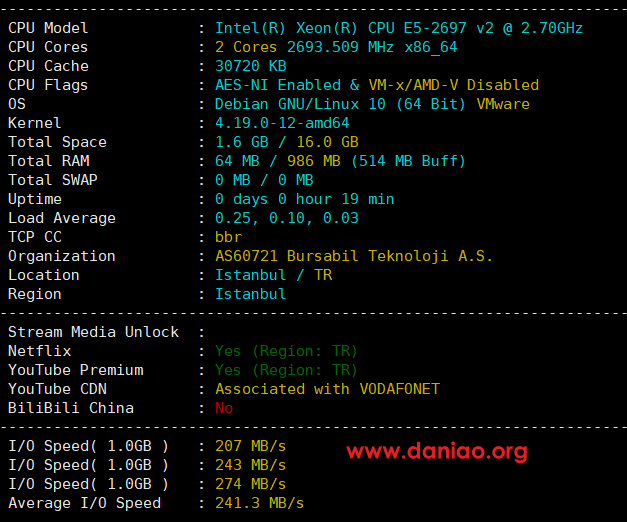 CPU Model : Intel(R) Xeon(R) CPU E5-2697 v2 @ 2.70GHz
CPU Cores : 2 Cores 2693.509 MHz x86_64
CPU Cache : 30720 KB
CPU Flags : AES-NI Enabled & VM-x/AMD-V Disabled
OS : Debian GNU/Linux 10 (64 Bit) VMware
Kernel : 4.19.0-12-amd64
Total Space : 1.6 GB / 16.0 GB
Total RAM : 64 MB / 986 MB (514 MB Buff)
Total SWAP : 0 MB / 0 MB
Uptime : 0 days 0 hour 19 min
Load Average : 0.25, 0.10, 0.03
TCP CC : bbr
Organization : AS60721 Bursabil Teknoloji A.S.
Location : Istanbul / TR
Region : Istanbul
Stream Media Unlock :
Netflix : Yes (Region: TR)
YouTube Premium : Yes (Region: TR)
YouTube CDN : Associated with VODAFONET
BiliBili China : No
I/O Speed( 1.0GB ) : 207 MB/s
I/O Speed( 1.0GB ) : 243 MB/s
www.daniao.org
I/O Speed( 1.0GB ) : 274 MB/s
Average I/O Speed : 241.3 MB/s